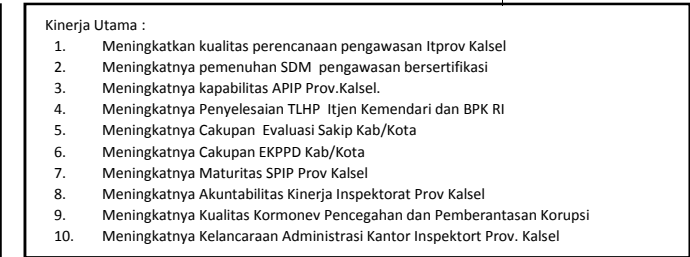 Kinerja Utama :
1. Meningkatkan kualitas perencanaan pengawasan Itprov Kalsel
2. Meningkatnya pemenuhan SDM pengawasan bersertifikasi
3. Meningkatnya kapabilitas APIP Prov.Kalsel.
4. Meningkatnya Penyelesaian TLHP Itjen Kemendari dan BPK RI
5. Meningkatnya Cakupan Evaluasi Sakip Kab/Kota
6. Meningkatnya Cakupan EKPPD Kab/Kota
7. Meningkatnya Maturitas SPIP Prov Kalsel
8. Meningkatnya Akuntabilitas Kinerja Inspektorat Prov Kalsel
9. Meningkatnya Kualitas Kormonev Pencegahan dan Pemberantasan Korupsi
10. Meningkatnya Kelancaraan Administrasi Kantor Inspektort Prov. Kalsel